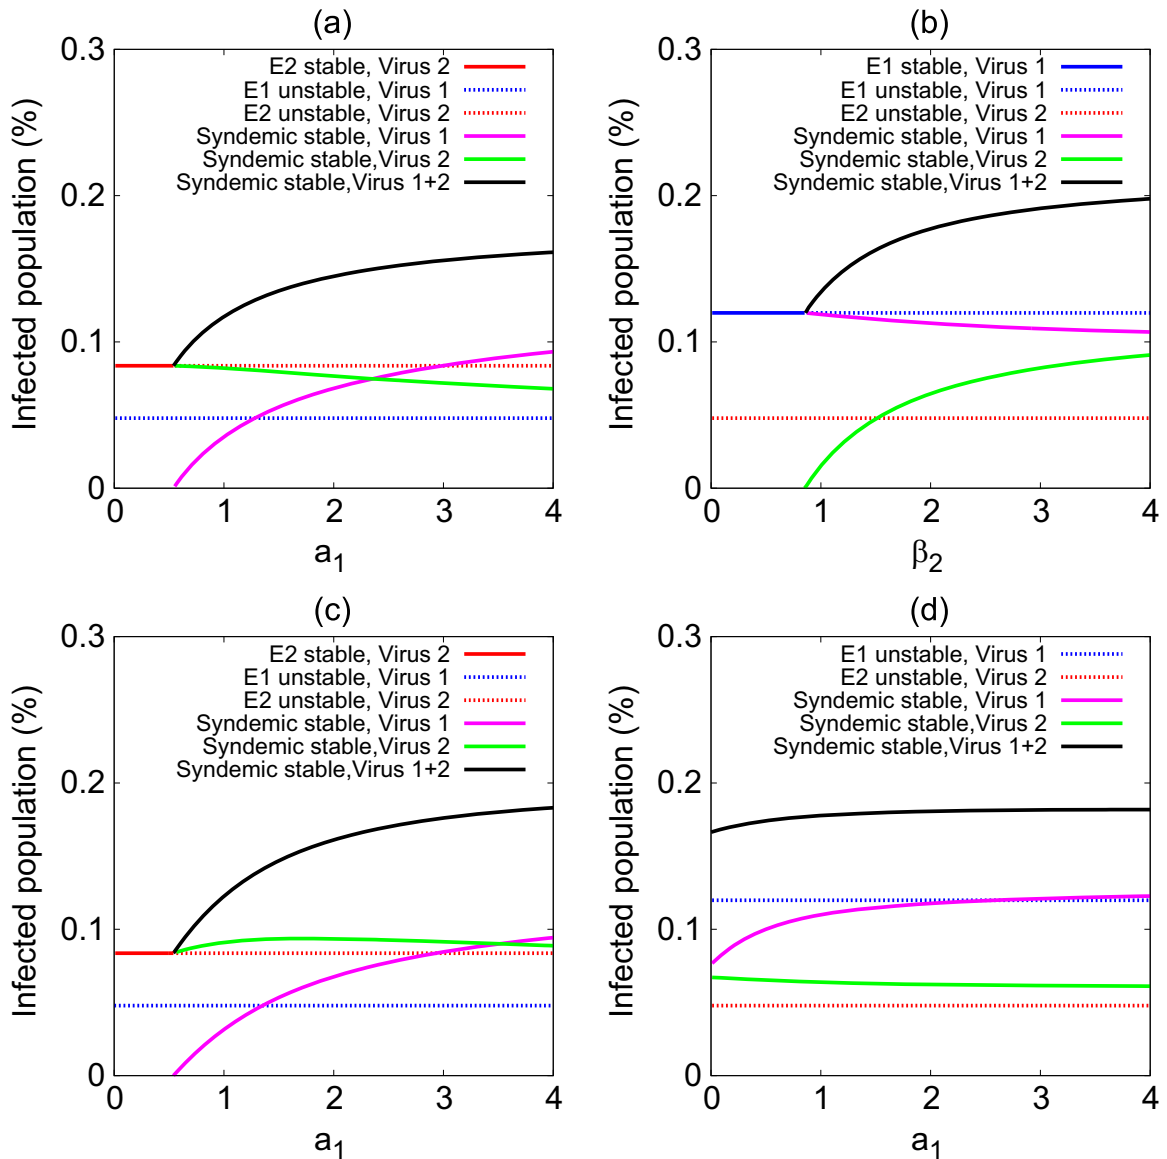 (a)
0.3
0.2
0.1
0
Infected population (%)
E2 stable, Virus 2
E1 unstable, Virus 1
E2 unstable, Virus 2
Syndemic stable, Virus 1
Syndemic stable,Virus 2
Syndemic stable,Virus 1+2
0 1 2 3 4
a1
(b)
0.3
0.2
0.1
0
Infected population (%)
E1 stable, Virus 1
E1 unstable, Virus 1
E2 unstable, Virus 2
Syndemic stable, Virus 1
Syndemic stable,Virus 2
Syndemic stable,Virus 1+2
0 1 2 3 4
β2
(c)
0.3
0.2
0.1
0
Infected population (%)
E2 stable, Virus 2
E1 unstable, Virus 1
E2 unstable, Virus 2
Syndemic stable, Virus 1
Syndemic stable,Virus 2
Syndemic stable,Virus 1+2
0 1 2 3 4
a1
(d)
0.3
0.2
0.1
0
Infected population (%)
E1 unstable, Virus 1
E2 unstable, Virus 2
Syndemic stable, Virus 1
Syndemic stable,Virus 2
Syndemic stable,Virus 1+2
0 1 2 3 4
a1